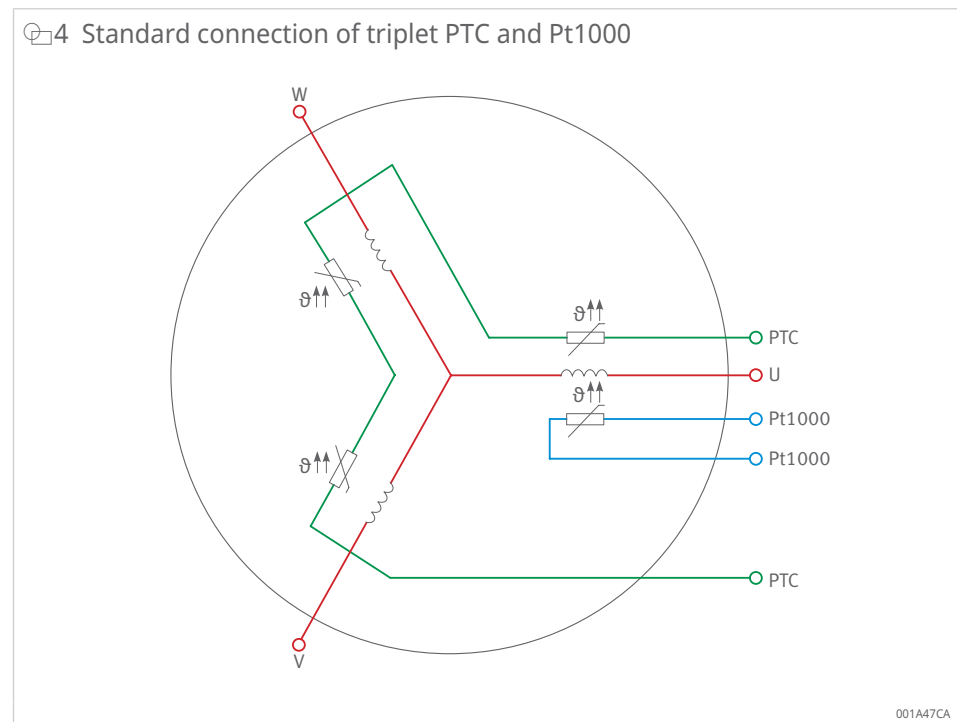 4 Standard connection of triplet PTC and Pt1000
W
ϑ
ϑ
PTC
U
ϑ
Pt1000
ϑ
Pt1000
PTC
V
001A47CA